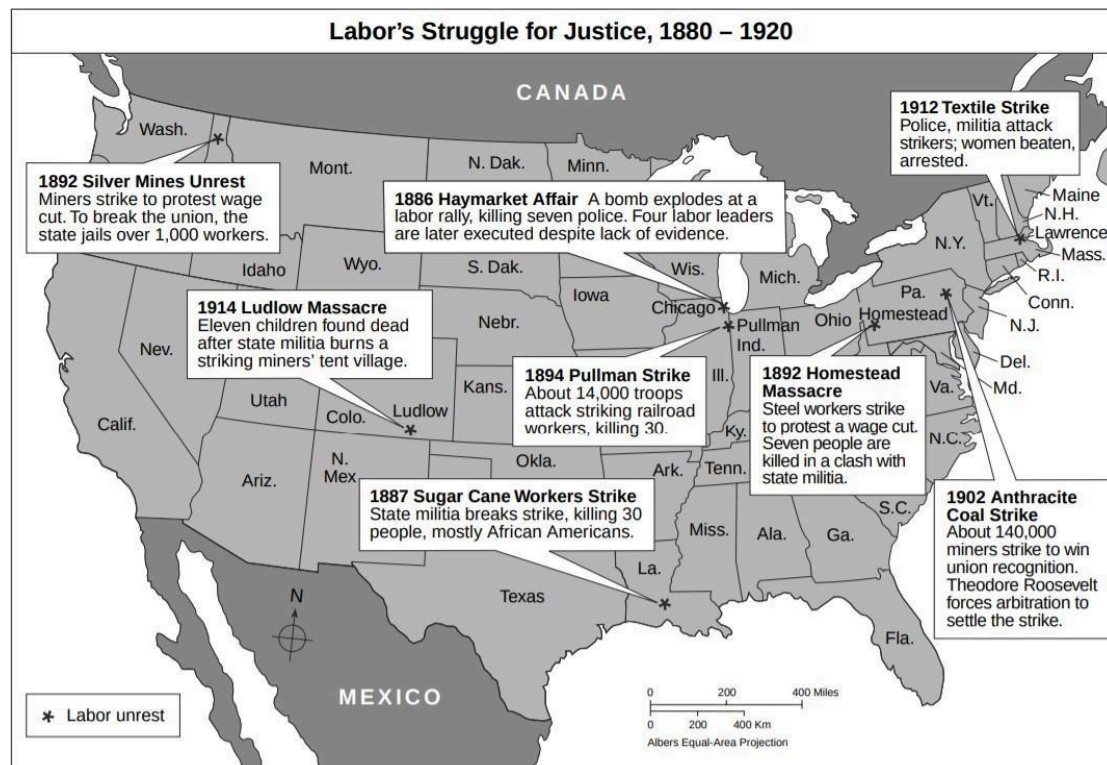 Labor's Struggle for Justice, 1880 – 1920
CANADA
1912 Textile Strike
Police, militia attack
strikers; women beaten,
arrested.
Wash.
Mont.
N. Dak.
Minn.
1892 Silver Mines Unrest
Miners strike to protest wage
cut. To break the union, the
state jails over 1,000 workers.
1886 Haymarket Affair A bomb explodes at a
labor rally, killing seven police. Four labor leaders
are later executed despite lack of evidence.
Vt.
Maine
N.H.
Lawrence
Mass.
R.I.
Conn.
N.J.
Del.
Md.
N.Y.
Idaho
Wyo.
S. Dak.
Wis.
Mich.
Iowa
Chicago
Pullman
Ind.
Ohio
Pa.
Homestead
1914 Ludlow Massacre
Eleven children found dead
after state militia burns a
striking miners' tent village.
Nebr.
Nev.
Utah
Colo.
Ludlow
Kans.
Ill.
1894 Pullman Strike
About 14,000 troops
attack striking railroad
workers, killing 30.
1892 Homestead
Massacre
Steel workers strike
to protest a wage cut.
Seven people are
killed in a clash with
state militia.
Va.
N.C.
Ky.
Calif.
Ariz.
N.
Mex.
Okla.
Ark.
Tenn.
S.C.
1887 Sugar Cane Workers Strike
State militia breaks strike, killing 30
people, mostly African Americans.
1902 Anthracite
Coal Strike
About 140,000
miners strike to win
union recognition.
Theodore Roosevelt
forces arbitration to
settle the strike.
Miss.
Ala.
Ga.
La.
Texas
Fla.
N
MEXICO
Labor unrest
0 200 400 Miles
0 200 400 Km
Albers Equal-Area Projection